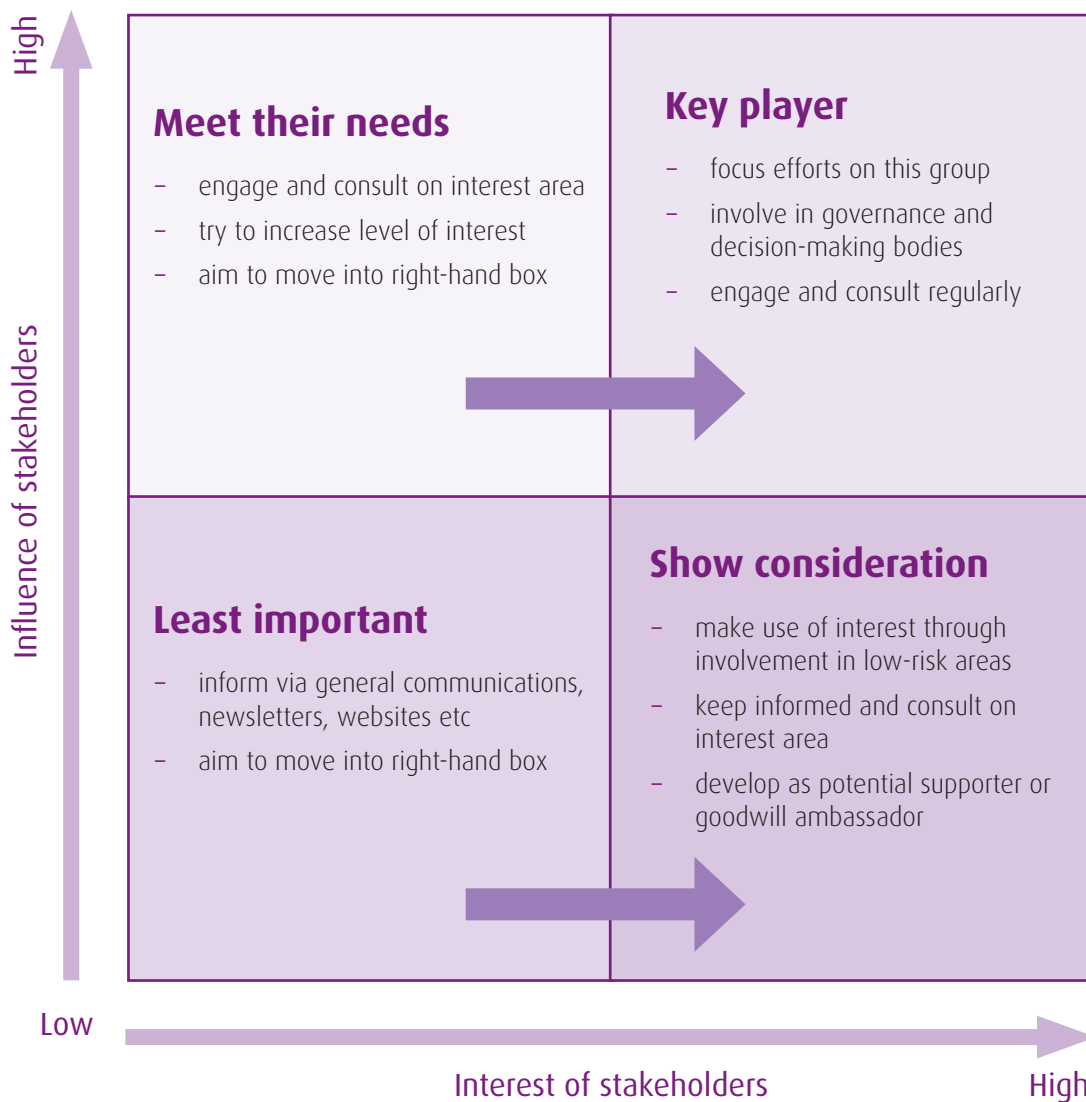 High
Influence of stakeholders
Meet their needs
– engage and consult on interest area
– try to increase level of interest
– aim to move into right-hand box
Key player
– focus efforts on this group
– involve in governance and
decision-making bodies
– engage and consult regularly
Least important
– inform via general communications,
newsletters, websites etc
– aim to move into right-hand box
Show consideration
– make use of interest through
involvement in low-risk areas
– keep informed and consult on
interest area
– develop as potential supporter or
goodwill ambassador
Low
Interest of stakeholders
High